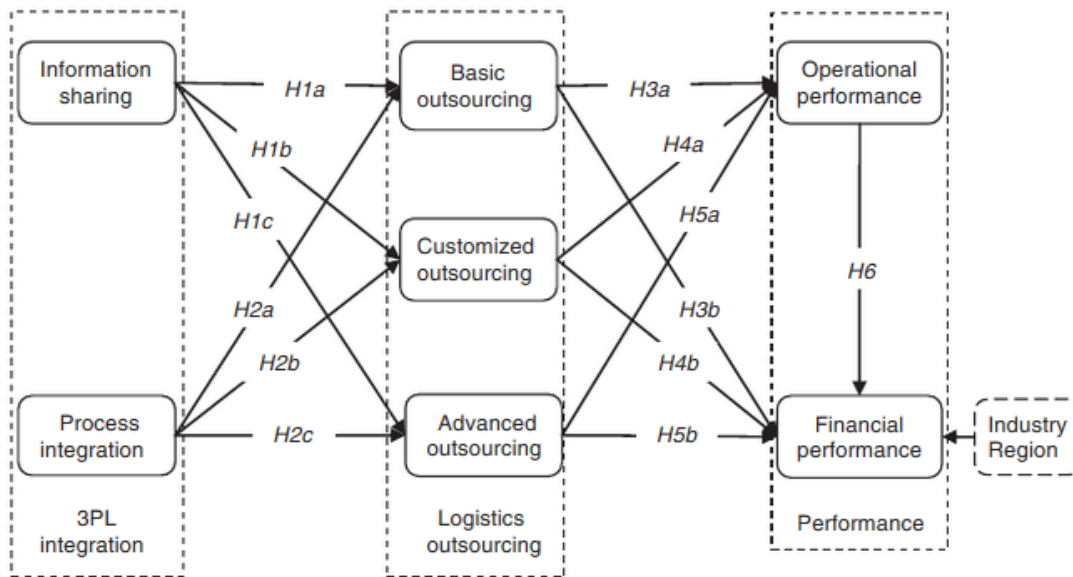 Information
sharing
Process
integration
3PL
integration
H1a
H1b
H1c
H2a
H2b
H2c
Basic
outsourcing
Customized
outsourcing
Advanced
outsourcing
Logistics
outsourcing
H3a
H4a
H5a
H3b
H4b
H5b
Operational
performance
H6
Financial
performance
Performance
Industry
Region